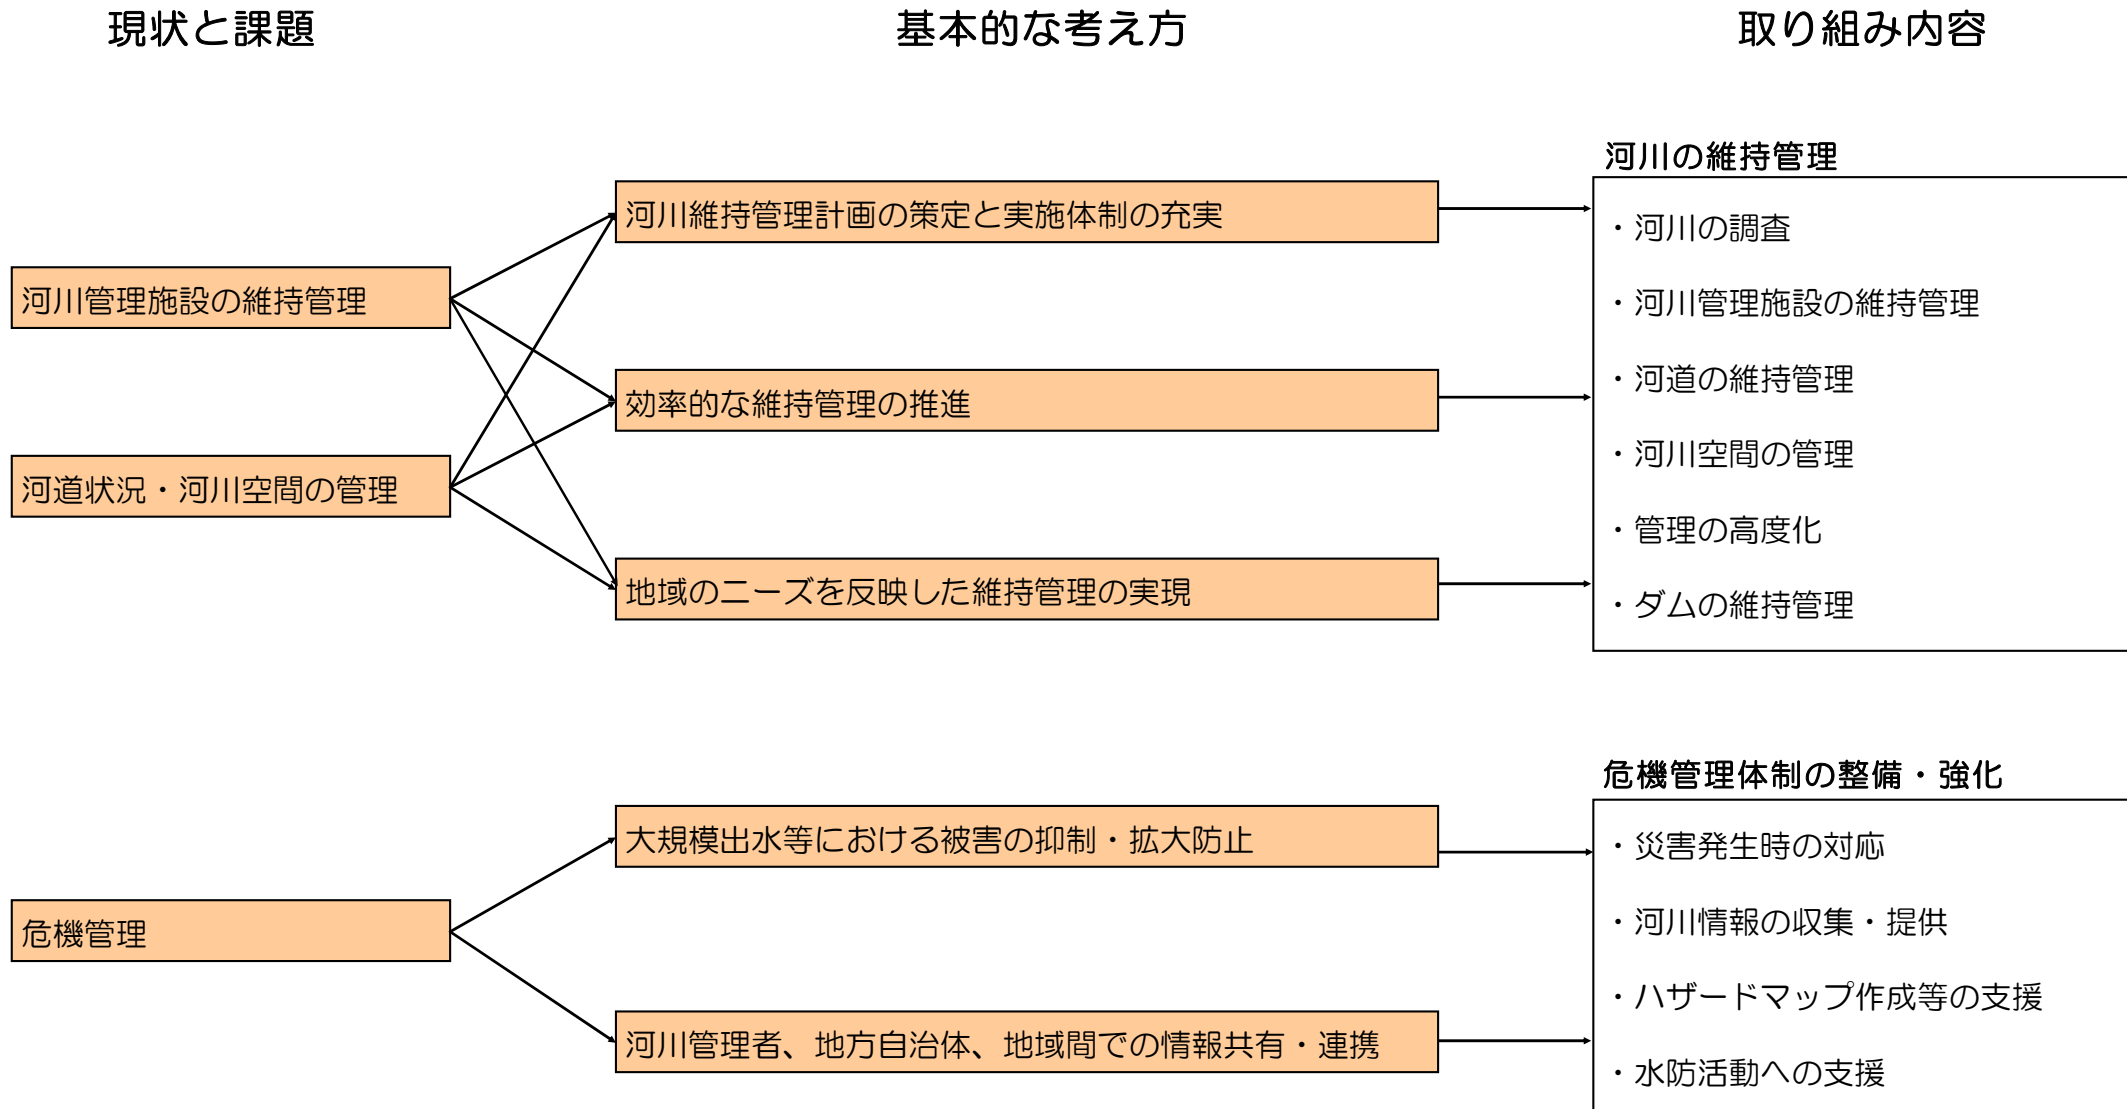 現状と課題
基本的な考え方
取り組み内容
河川管理施設の維持管理
河道状況・河川空間の管理
河川維持管理計画の策定と実施体制の充実
効率的な維持管理の推進
地域のニーズを反映した維持管理の実現
河川の維持管理
・河川の調査
・河川管理施設の維持管理
・河道の維持管理
・河川空間の管理
・管理の高度化
・ダムの維持管理
危機管理
大規模出水等における被害の抑制・拡大防止
河川管理者、地方自治体、地域間での情報共有・連携
危機管理体制の整備・強化
・災害発生時の対応
・河川情報の収集・提供
・ハザードマップ作成等の支援
・水防活動への支援